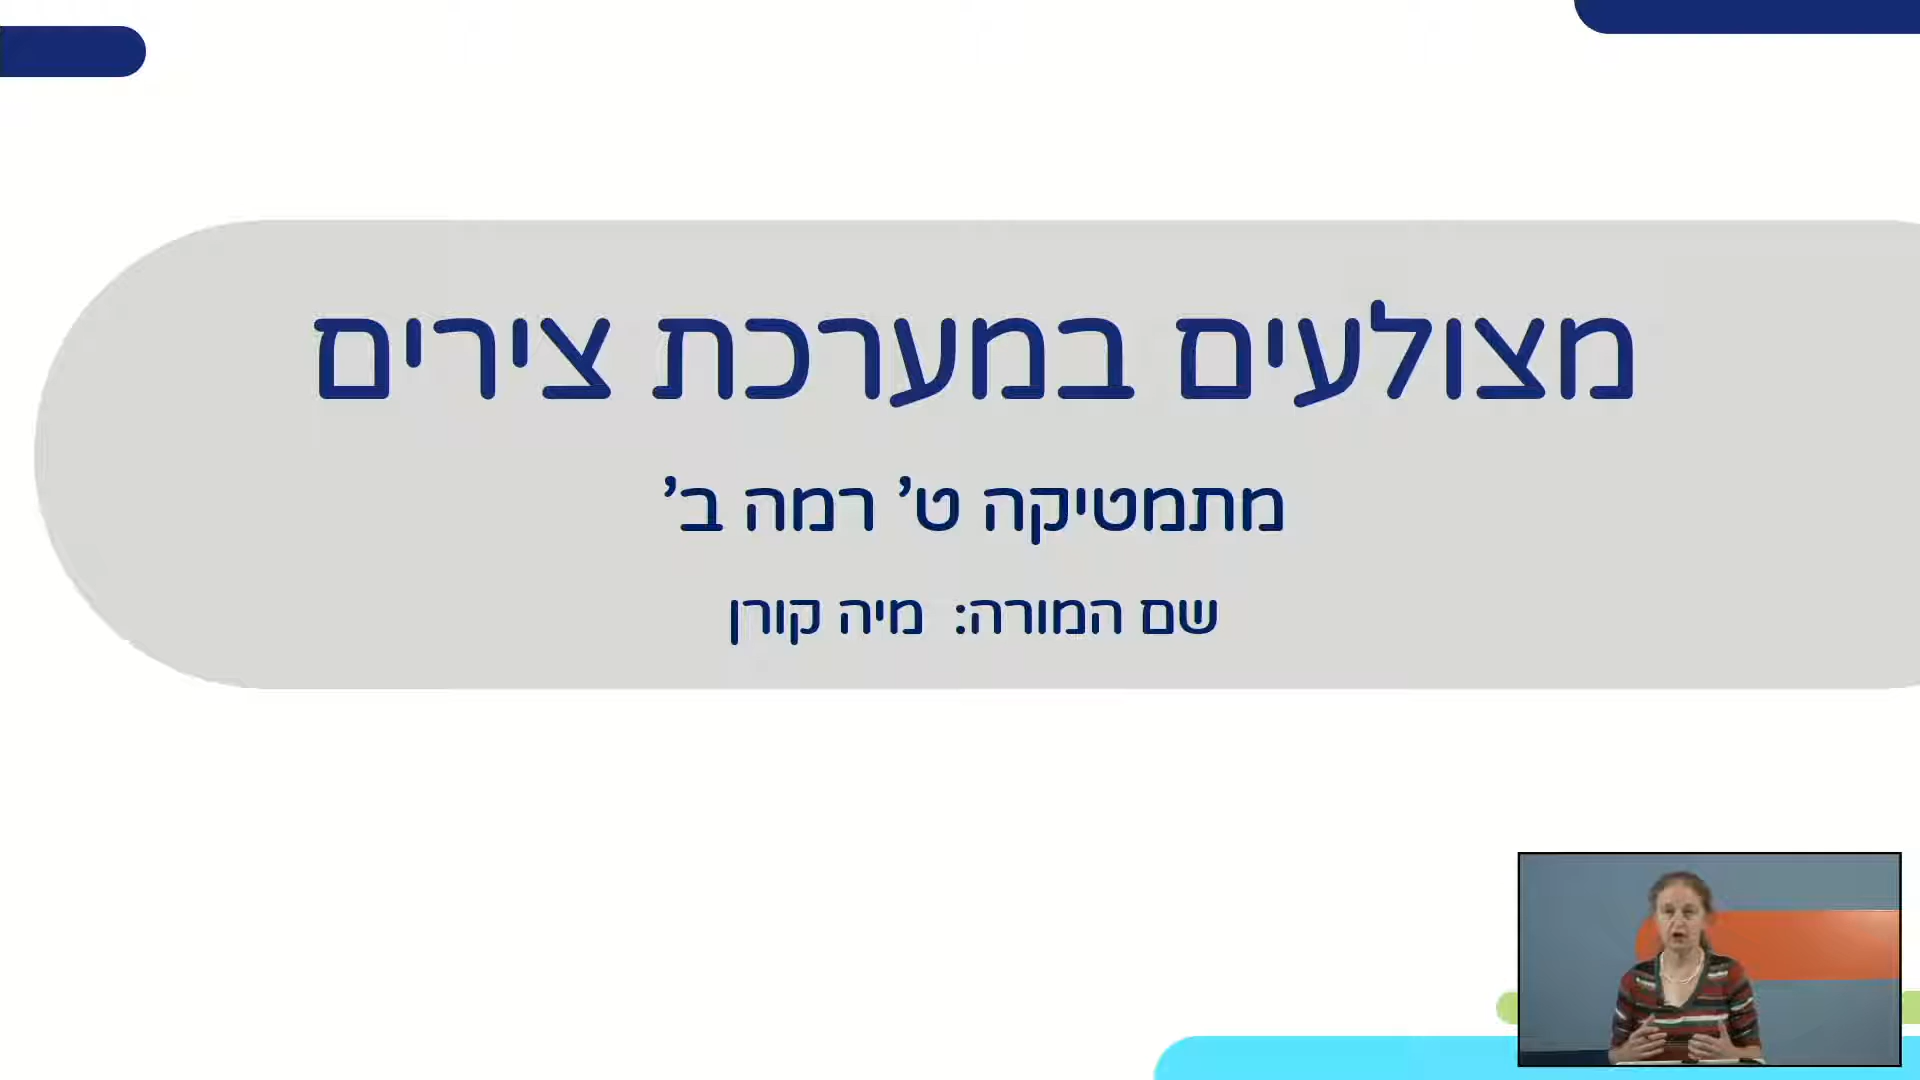 מצולעים במערכת צירים
מתמטיקה ט' רמה ב'
שם המורה: מיה קורן